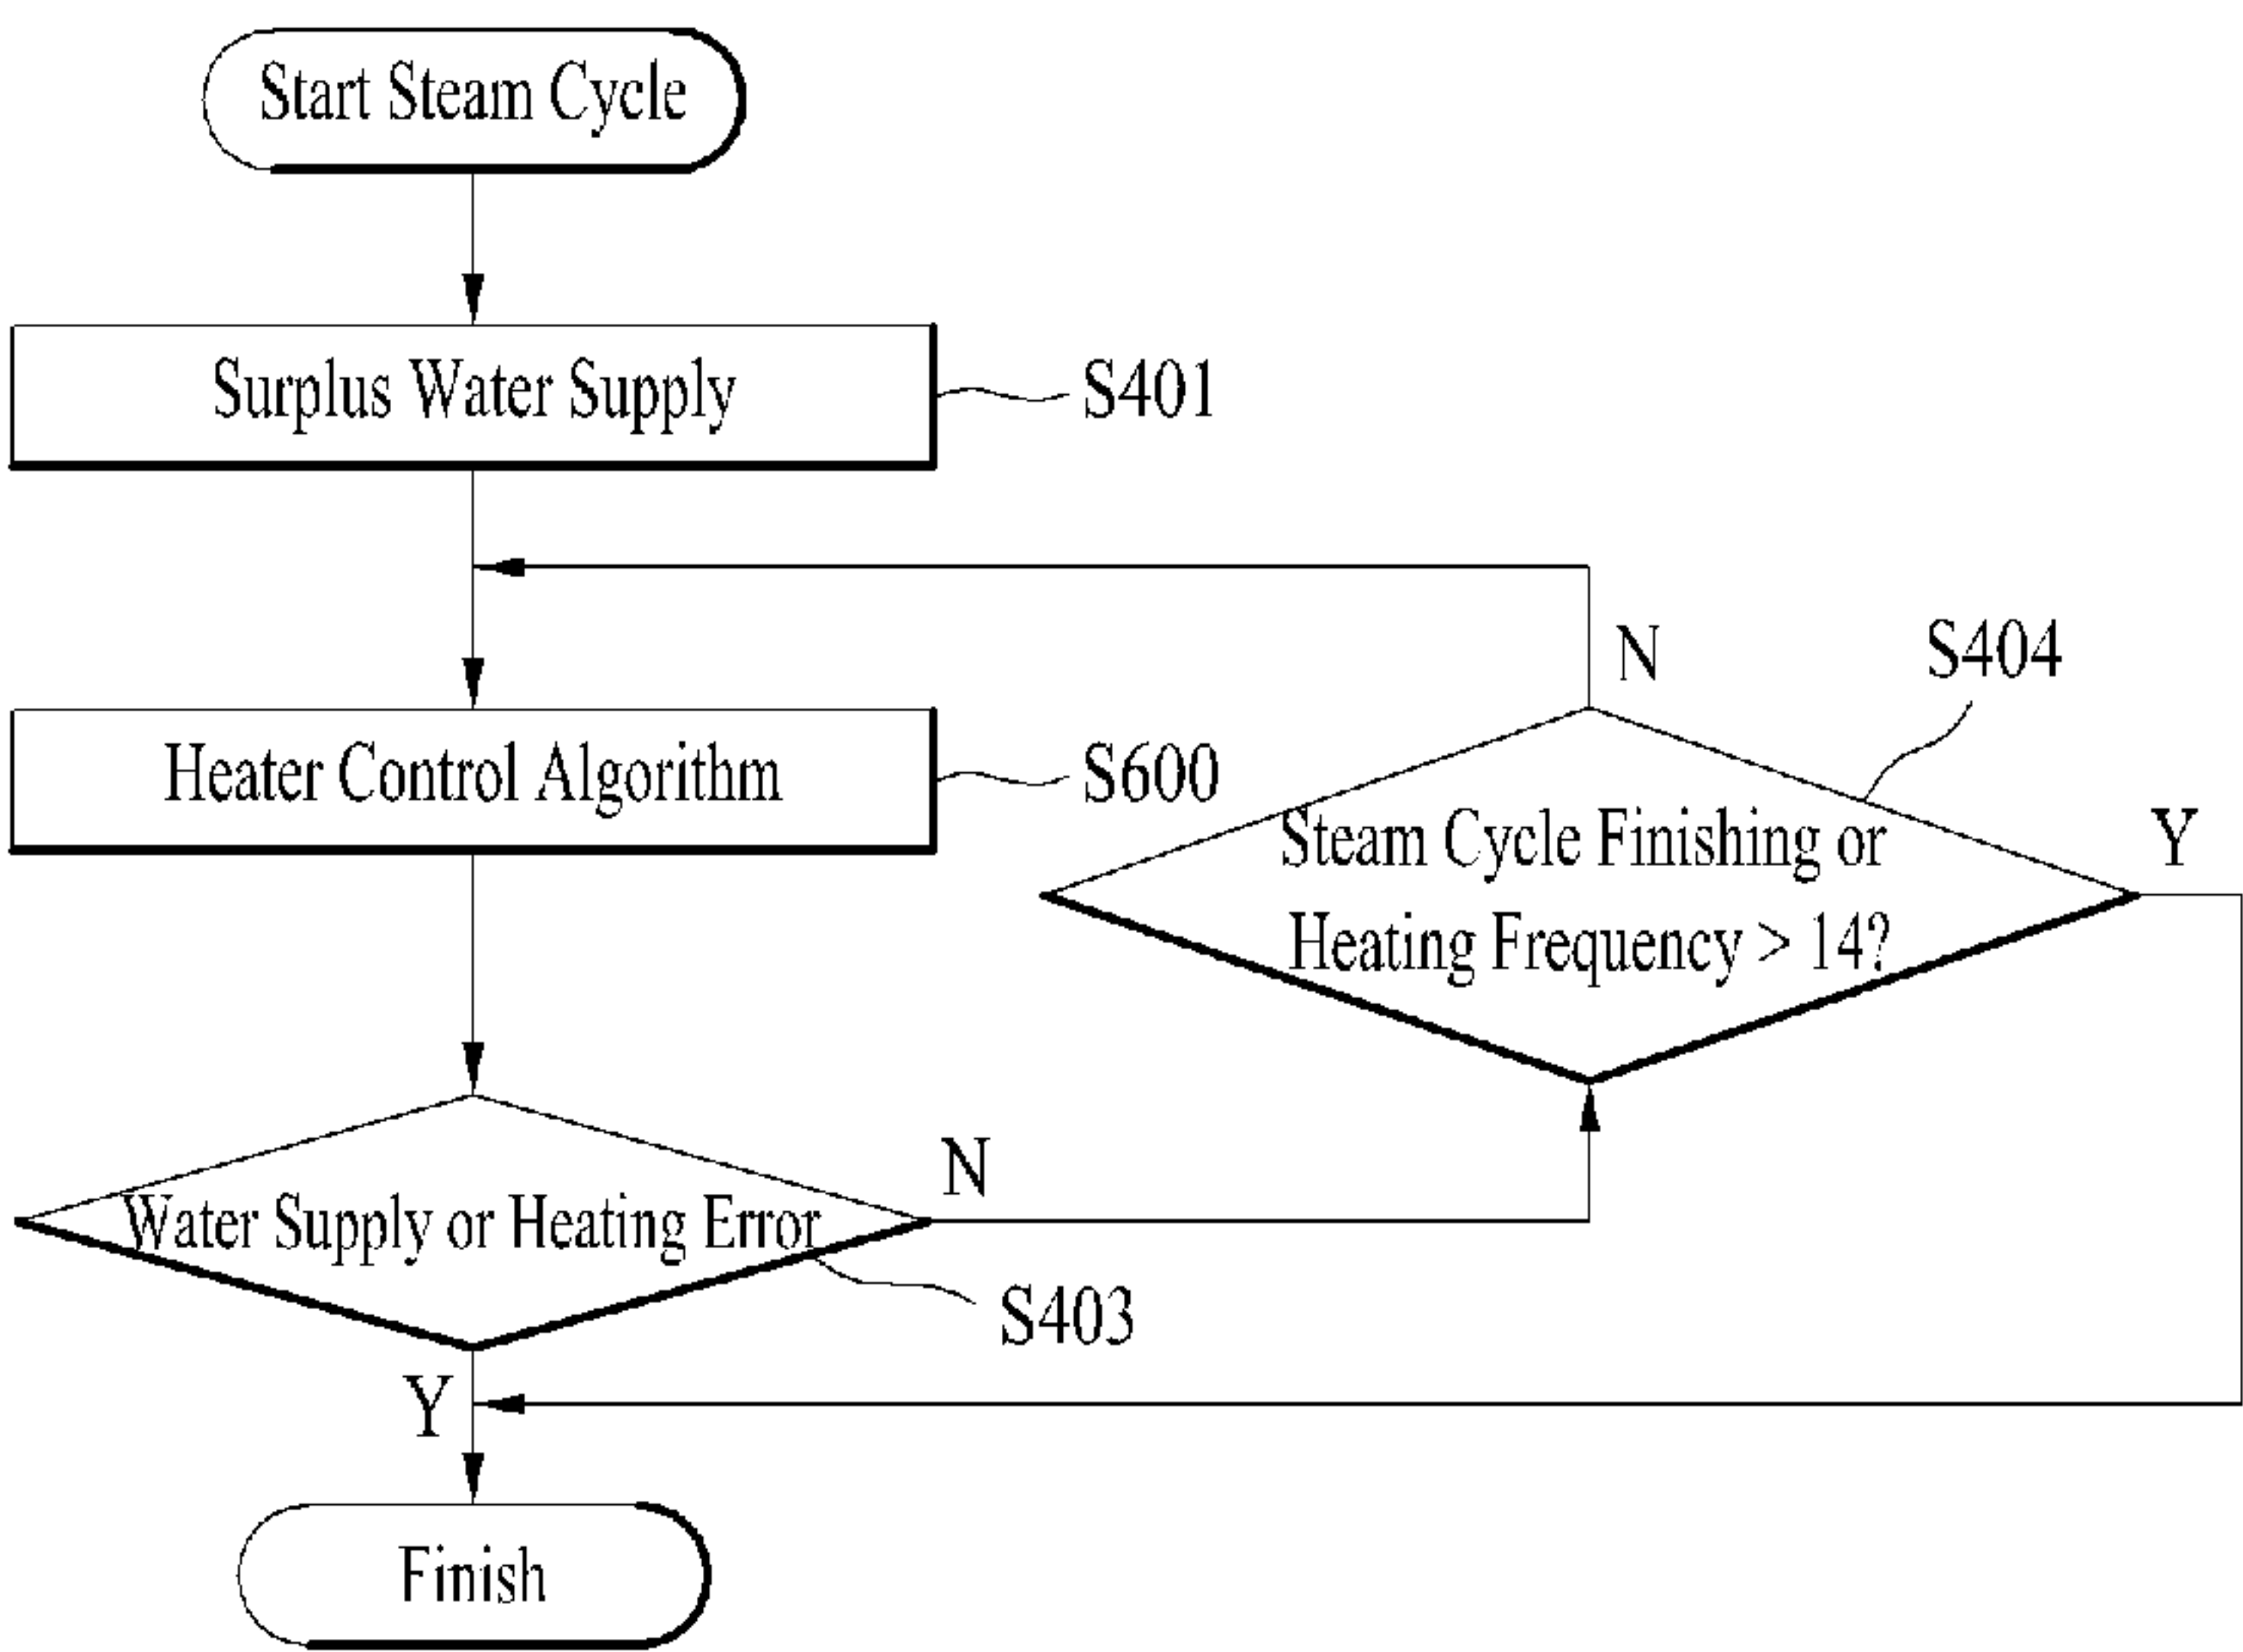 Start Steam Cycle
Surplus Water Supply
S401
N
S404
Heater Control Algorithm
S600
Steam Cycle Finishing or
Heating Frequency > 14?
Y
Water Supply or Heating Error
N
S403
Y
Finish